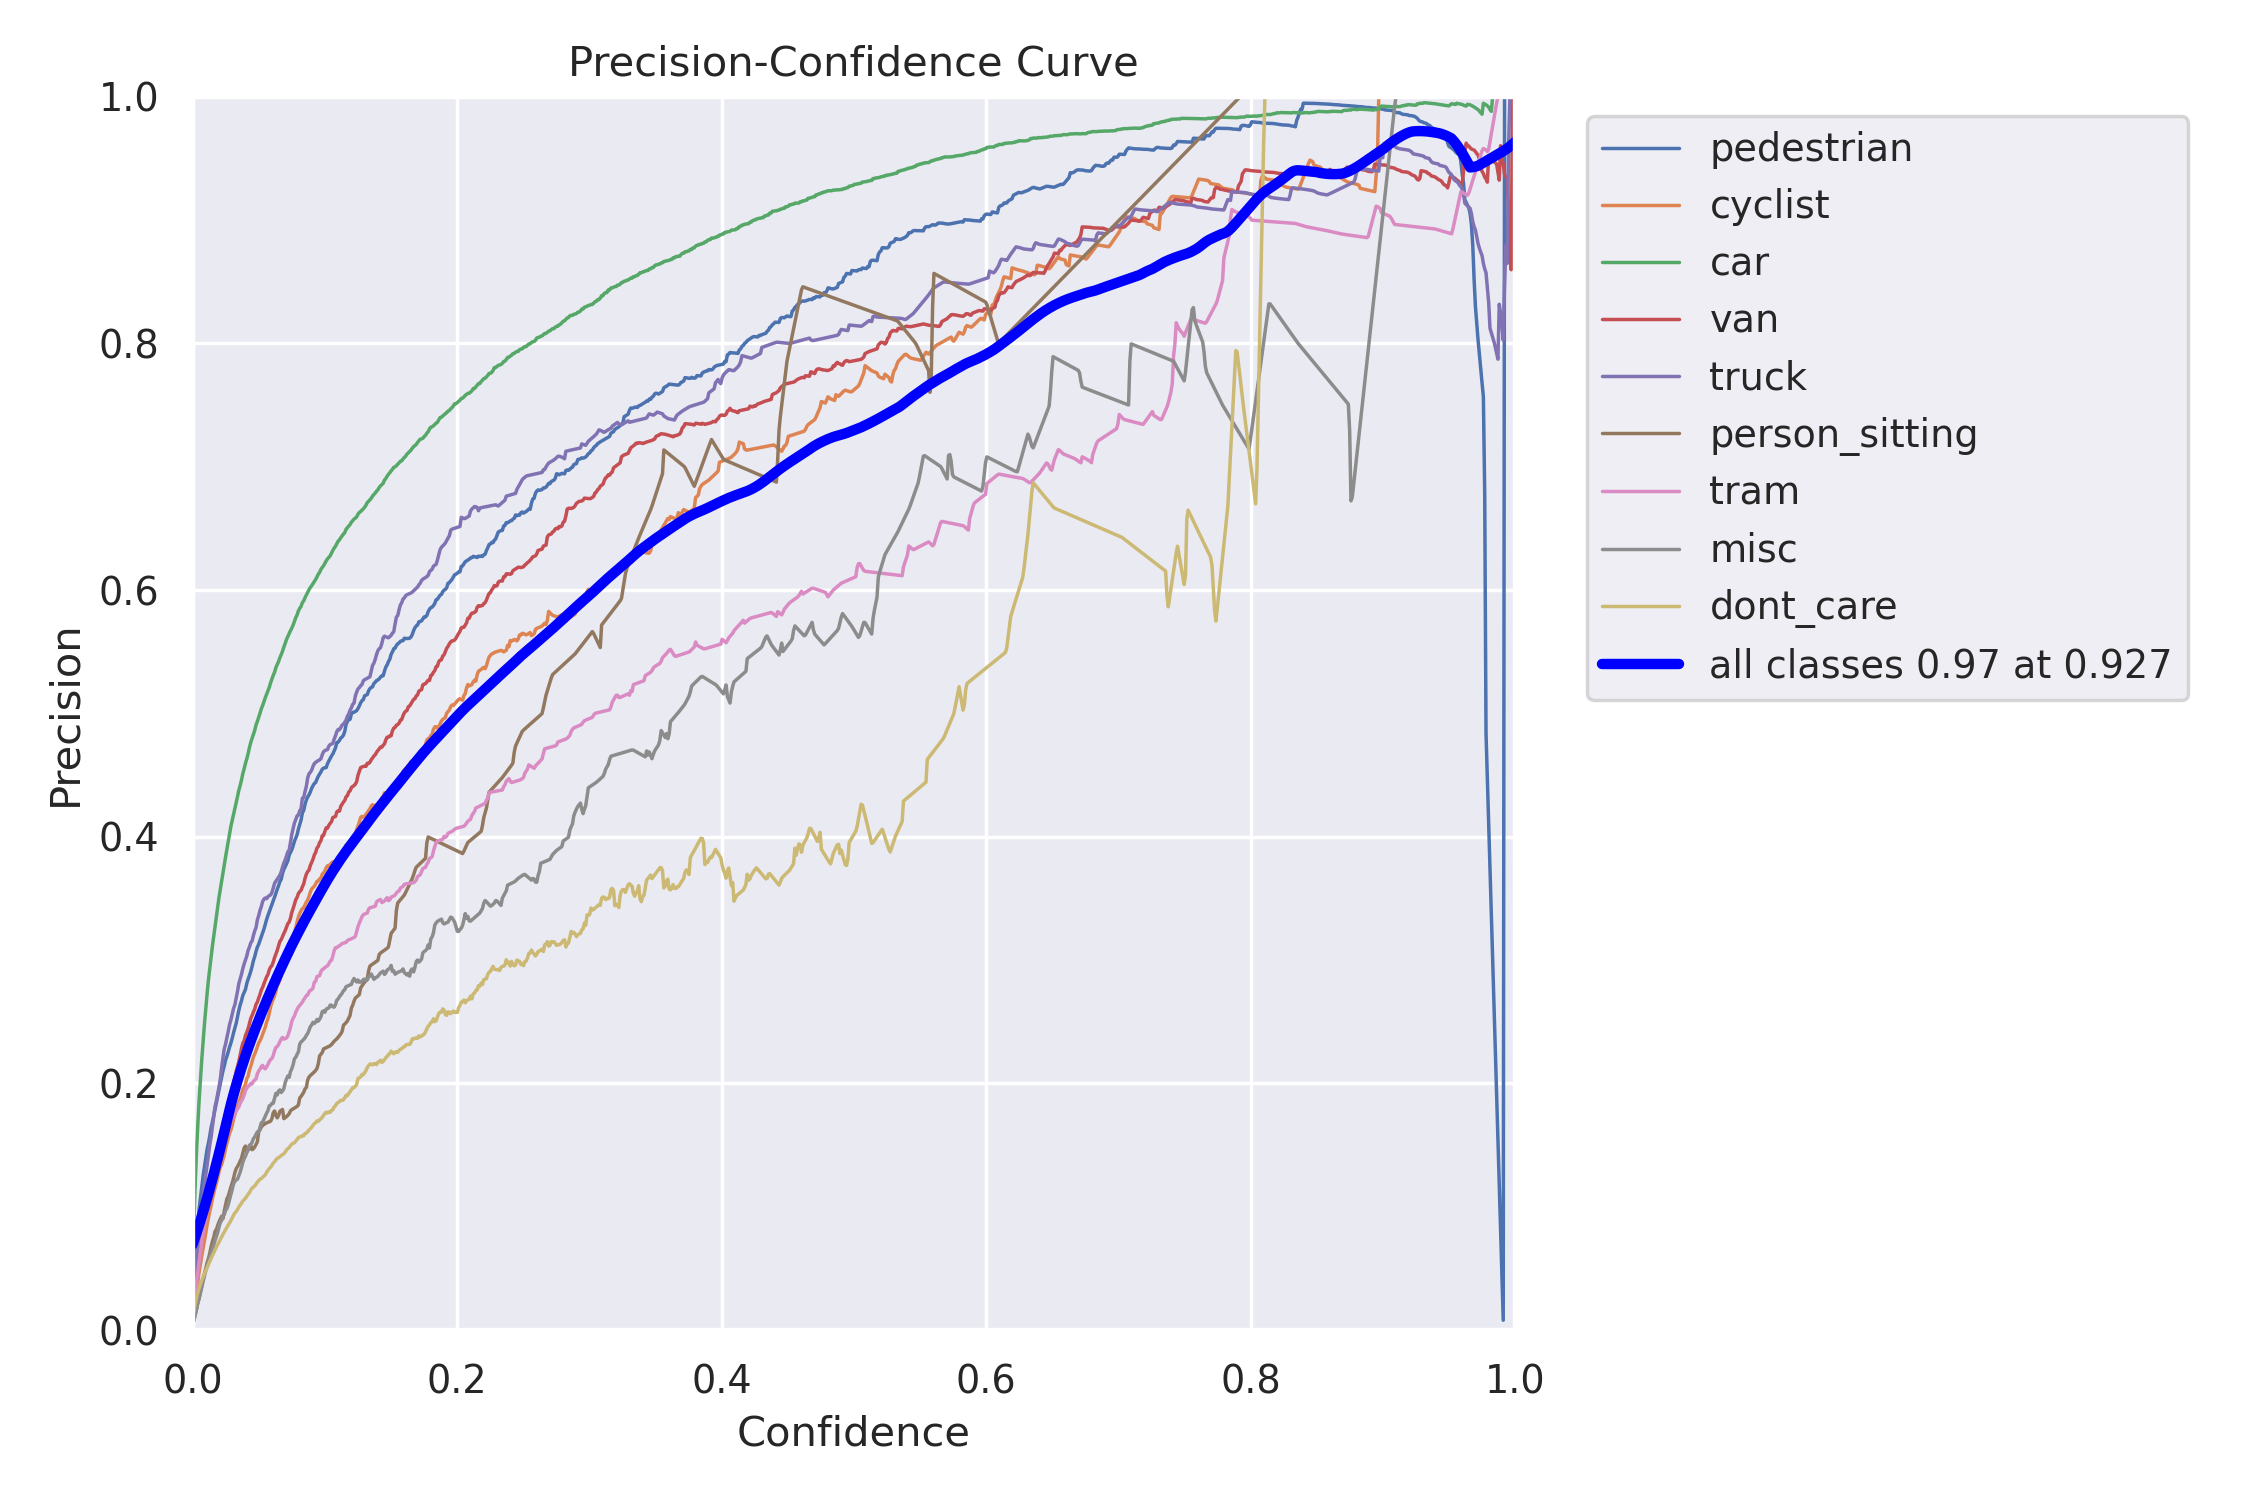 Precision-Confidence Curve
1.0
0.8
0.6
0.4
0.2
0.0
Precision
0.0 0.2 0.4 0.6 0.8 1.0
Confidence
pedestrian
cyclist
car
van
truck
person_sitting
tram
misc
dont_care
all classes 0.97 at 0.927